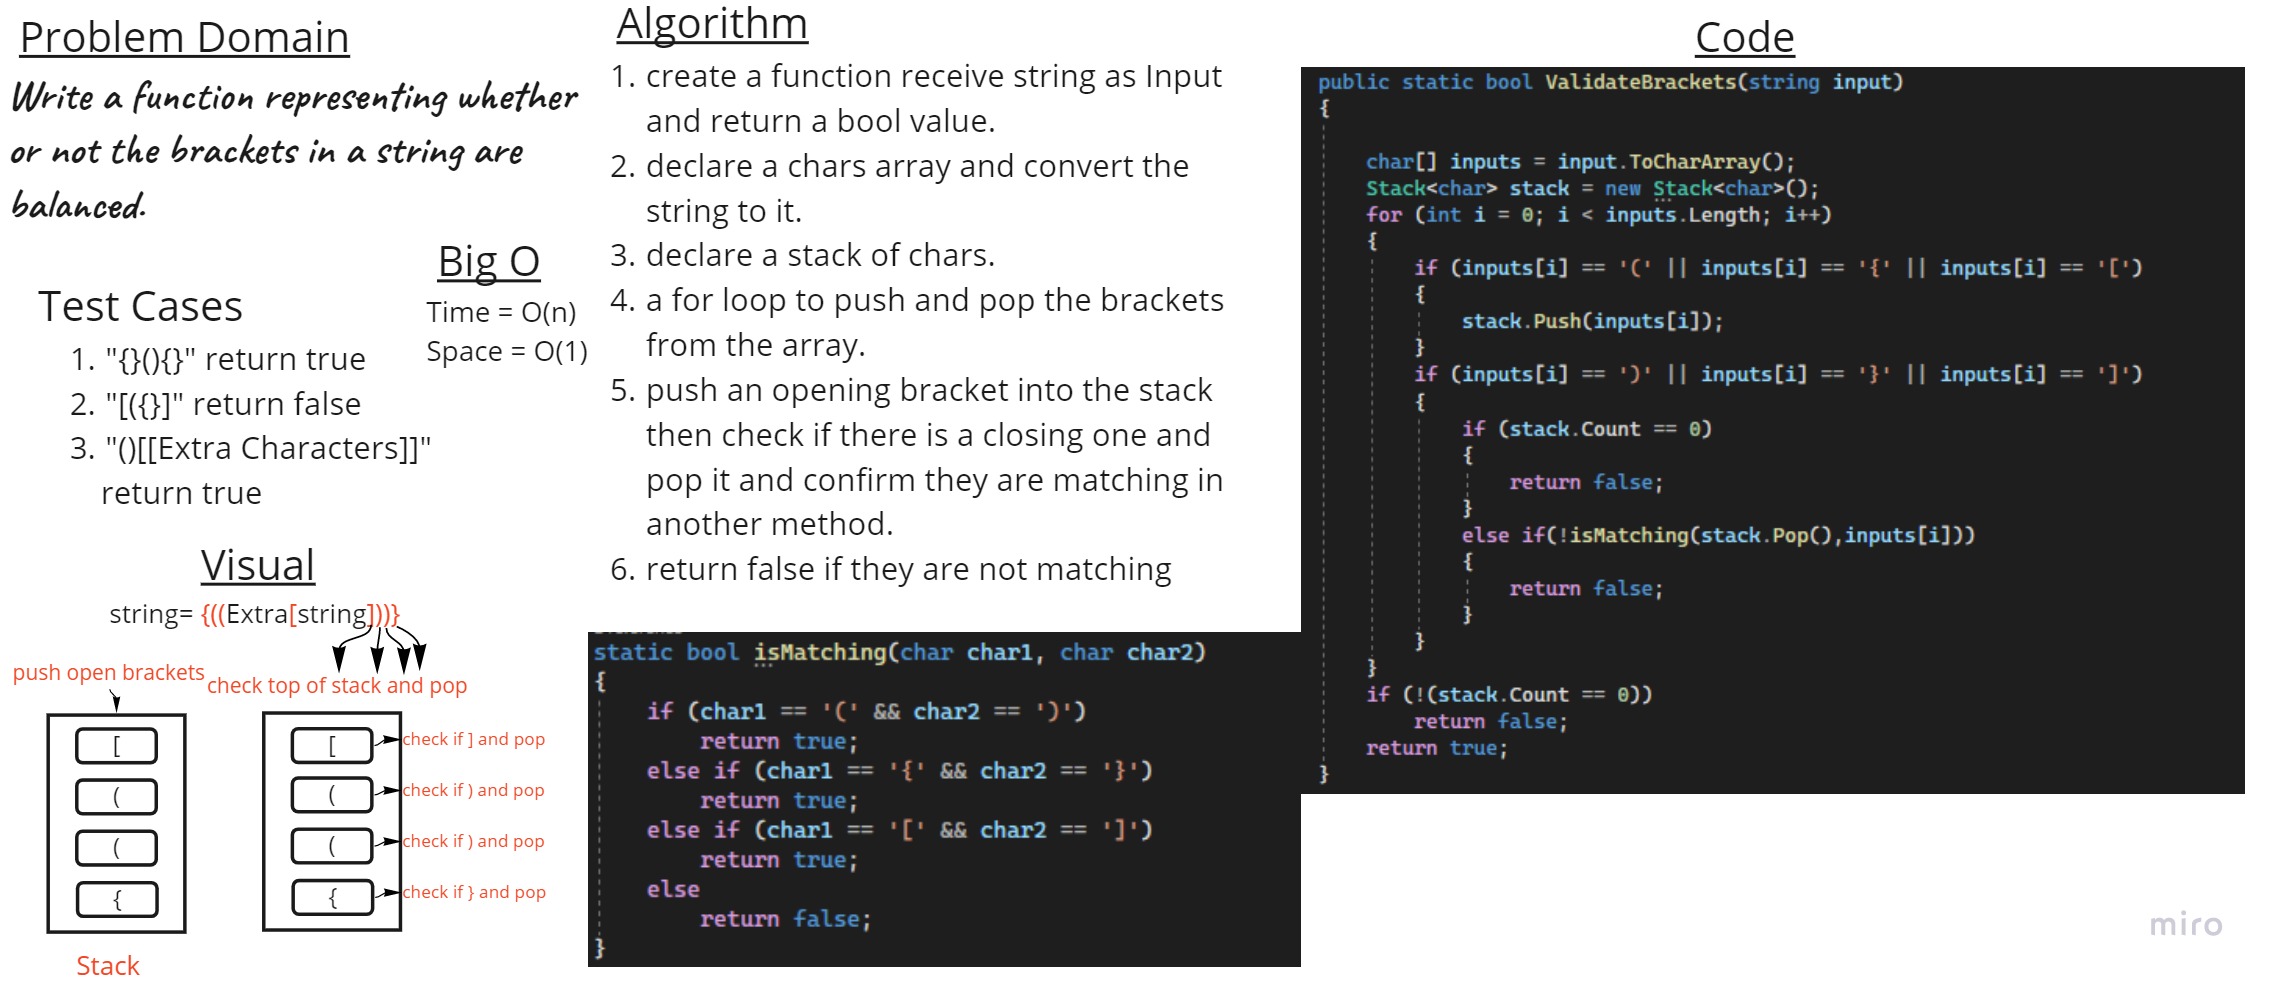 Problem Domain
Write a function representing whether
or not the brackets in a string are
balanced.
Big O
Time = O(n)
Space = O(1)
Test Cases
1. "{}(){}" return true
2. "[({}]" return false
3. "()[[Extra Characters]]"
return true
Visual
string= {((Extra[string]))}
push open brackets
check top of stack and pop
[
(
(
{
Stack
[
check if ] and pop
(
check if ) and pop
(
check if ) and pop
{
check if } and pop
Algorithm
1. create a function receive string as Input
and return a bool value.
2. declare a chars array and convert the
string to it.
3. declare a stack of chars.
4. a for loop to push and pop the brackets
from the array.
5. push an opening bracket into the stack
then check if there is a closing one and
pop it and confirm they are matching in
another method.
6. return false if they are not matching
static bool isMatching(char char1, char char2)
{
if (char1 == '(' && char2 == ')')
return true;
else if (char1 == '{' && char2 == '}')
return true;
else if (char1 == '[' && char2 == ']')
return true;
else
return false;
}
Code
public static bool ValidateBrackets(string input)
{
char[] inputs = input.ToCharArray();
Stack<char> stack = new Stack<char>();
for (int i = 0; i < inputs.Length; i++)
{
if (inputs[i] == '(' || inputs[i] == '{' || inputs[i] == '[')
{
stack.Push(inputs[i]);
}
if (inputs[i] == ')' || inputs[i] == '}' || inputs[i] == ']')
{
if (stack.Count == 0)
{
return false;
}
else if(!isMatching(stack.Pop(),inputs[i]))
{
return false;
}
}
}
if (!(stack.Count == 0))
return false;
return true;
}
miro